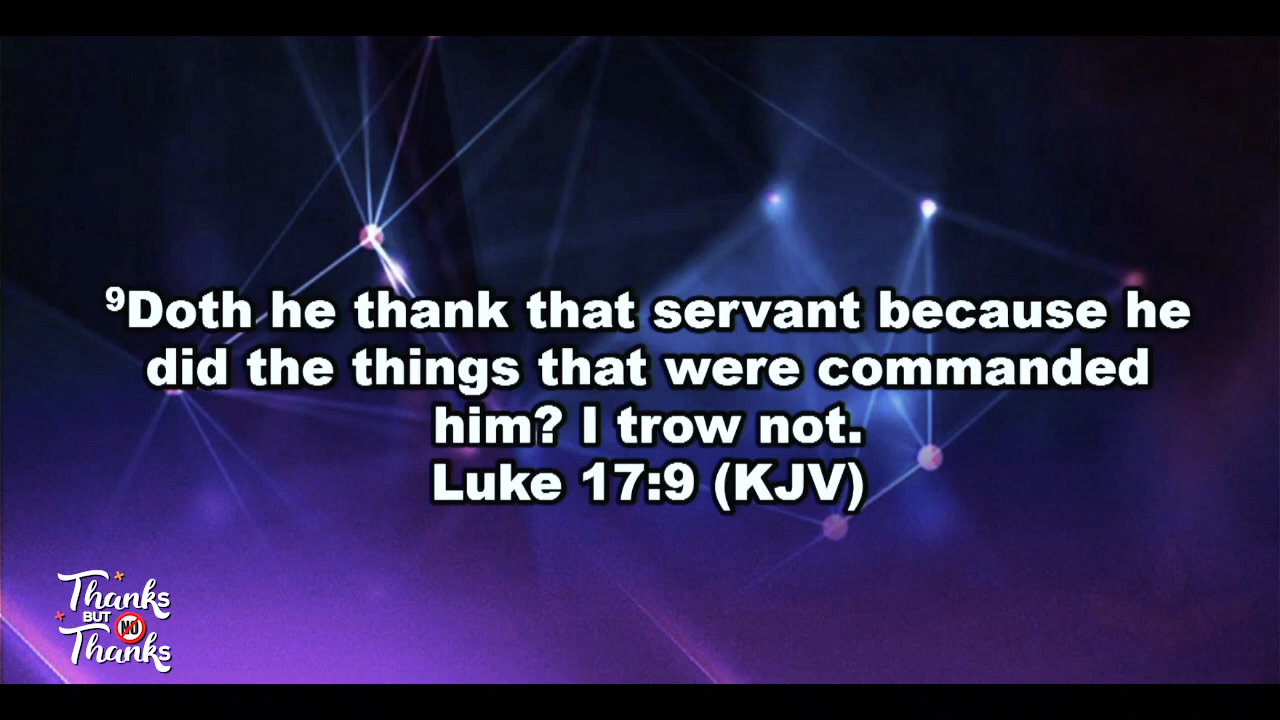 ⁹Doth he thank that servant because he
did the things that were commanded
him? I trow not.
Luke 17:9 (KJV)
Thanks
BUT NO
Thanks